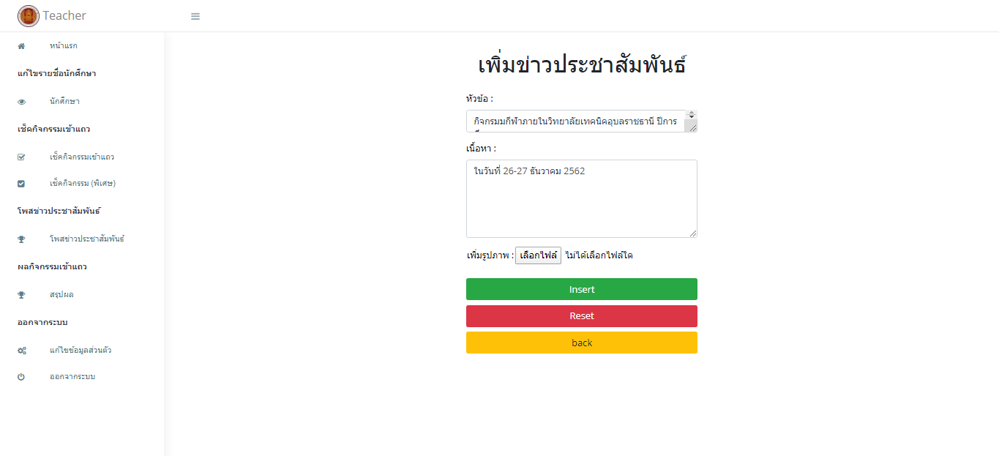 Teacher
หน้าแรก
แก้ไขรายชื่อนักศึกษา
นักศึกษา
เช็คกิจกรรมเข้าแถว
เช็คกิจกรรมเข้าแถว
เช็คกิจกรรม (พิเศษ)
โพสข่าวประชาสัมพันธ์
โพสข่าวประชาสัมพันธ์
ผลกิจกรรมเข้าแถว
สรุปผล
ออกจากระบบ
แก้ไขข้อมูลส่วนตัว
ออกจากระบบ
เพิ่มข่าวประชาสัมพันธ์
หัวข้อ :
กิจกรมมกีฬาภายในวิทยาลัยเทคนิคอุบลราชธานี ปีการ
เนื้อหา :
ในวันที่ 26-27 ธันวาคม 2562
เพิ่มรูปภาพ : เลือกไฟล์ ไม่ได้เลือกไฟล์ใด
Insert
Reset
back